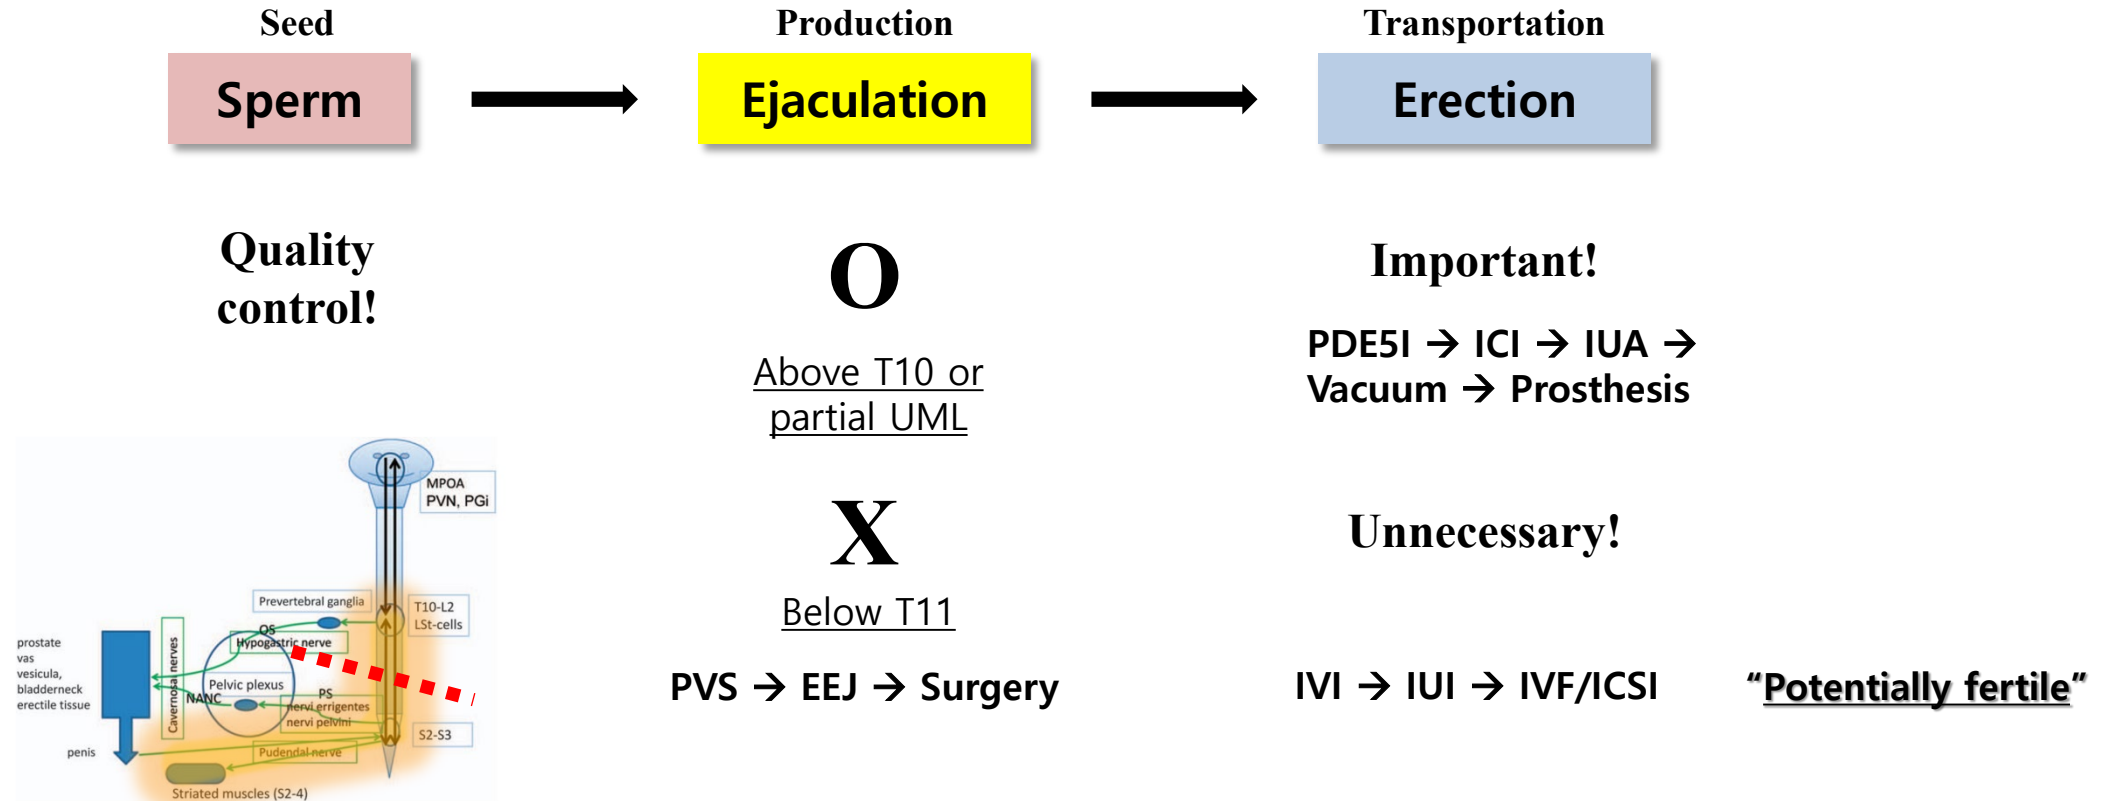 Seed
Production
Transportation
Sperm
Ejaculation
Erection
Quality
control!
O
Above T10 or
partial UML
Important!
PDE5I → ICI → IUA →
Vacuum → Prosthesis
X
Below T11
PVS → EEJ → Surgery
Unnecessary!
IVI → IUI → IVF/ICSI
“Potentially fertile”
MPOA
PVN, PGi
Prevertebral ganglia
T10-L2
LSt-cells
OS
Hypogastric nerve
prostate
vas
vesicula,
bladderneck
erectile tissue
Cavernosal nerves
Pelvic plexus
NANC
PS
nervi errigentes
nervi pelvini
S2-S3
penis
Pudendal nerve
Striated muscles (S2-4)